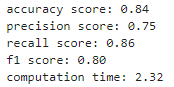 accuracy score: 0.84
precision score: 0.75
recall score: 0.86
f1 score: 0.80
computation time: 2.32